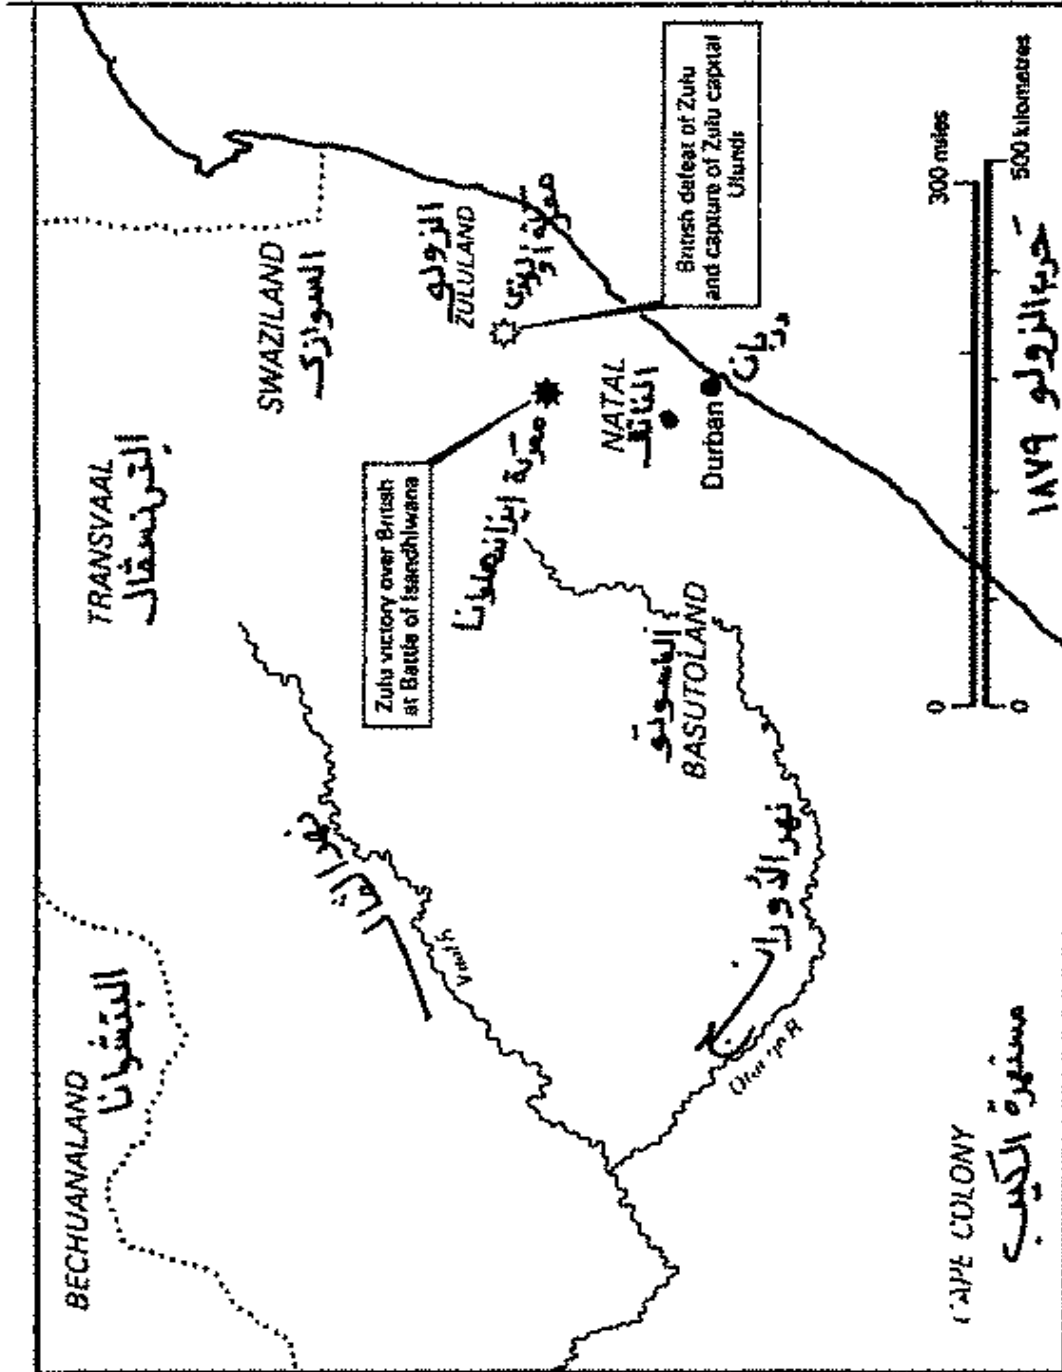 BECHUANALAND
البتشوانا
TRANSVAAL
الترنسفال
SWAZILAND
السوازي
الزولو
ZULULAND
معركة اولندى
Zulu victory over British
at Battle of Isandhlwana
معركة ايزاندهلوانا
British defeat of Zulu
and capture of Zulu capital
Ulundi
NATAL
الناتال
Durban
دربان
نهر الفال
Vaal R
الباسوتو
BASUTOLAND
نهر الأورانج
Orange R
CAPE COLONY
مستعمرة الكيب
0 300 miles
0 500 kilometres
حرب الزولو ١٨٧٩